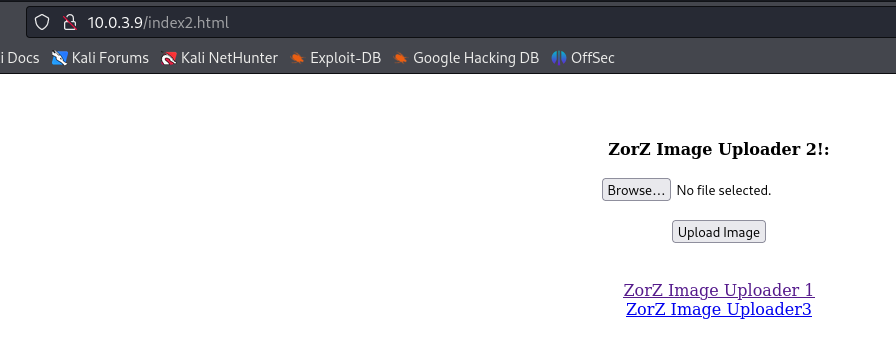 10.0.3.9/index2.html
i Docs Kali Forums Kali NetHunter Exploit-DB Google Hacking DB OffSec
ZorZ Image Uploader 2!:
Browse... No file selected.
Upload Image
ZorZ Image Uploader 1
ZorZ Image Uploader3